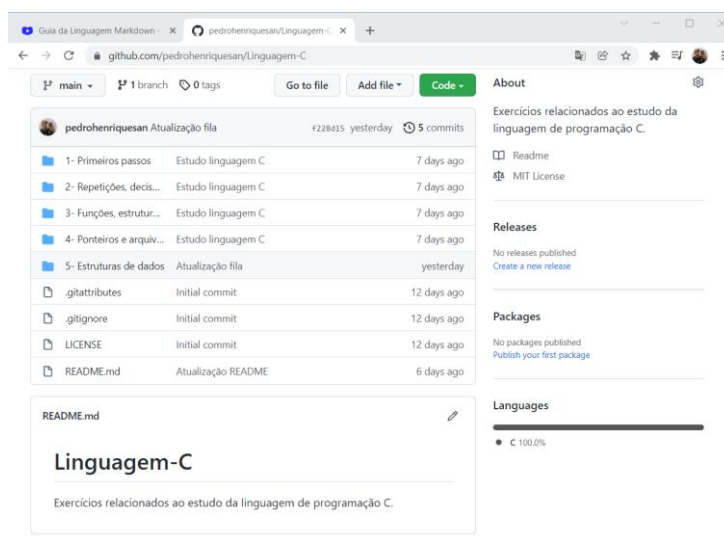 Guia da Linguagem Markdown -
pedrohenriquesan/Linguagem-C
github.com/pedrohenriquesan/Linguagem-C
main 1 branch 0 tags Go to file Add file Code
pedrohenriquesan Atualização fila f228d15 yesterday 5 commits
1- Primeiros passos Estudo linguagem C 7 days ago
2- Repetições, decis... Estudo linguagem C 7 days ago
3- Funções, estrutur... Estudo linguagem C 7 days ago
4- Ponteiros e arquiv... Estudo linguagem C 7 days ago
5- Estruturas de dados Atualização fila yesterday
.gitattributes Initial commit 12 days ago
.gitignore Initial commit 12 days ago
LICENSE Initial commit 12 days ago
README.md Atualização README 6 days ago
README.md
Linguagem-C
Exercícios relacionados ao estudo da linguagem de programação C.
About
Exercícios relacionados ao estudo da
linguagem de programação C.
Readme
MIT License
Releases
No releases published
Create a new release
Packages
No packages published
Publish your first package
Languages
C 100.0%